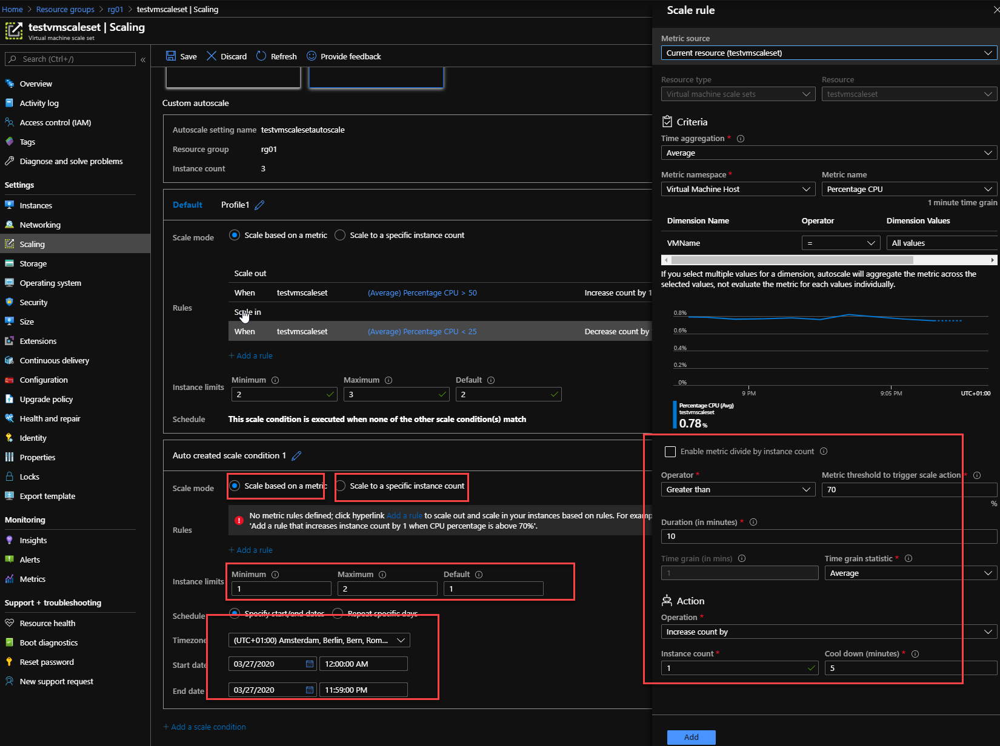 Home > Resource groups > rg01 > testvmscaleset | Scaling
testvmscaleset | Scaling
Virtual machine scale set
Search (Ctrl+/)
«
Overview
Activity log
Access control (IAM)
Tags
Diagnose and solve problems
Settings
Instances
Networking
Scaling
Storage
Operating system
Security
Size
Extensions
Continuous delivery
Configuration
Upgrade policy
Health and repair
Identity
Properties
Locks
Export template
Monitoring
Insights
Alerts
Metrics
Support + troubleshooting
Resource health
Boot diagnostics
Reset password
New support request
Save Discard Refresh Provide feedback
Custom autoscale
Autoscale setting name testvmscalesetautoscale
Resource group rg01
Instance count 3
Default Profile1
Scale mode Scale based on a metric Scale to a specific instance count
Rules
Scale out
When testvmscaleset (Average) Percentage CPU > 50 Increase count by 1
Scale in
When testvmscaleset (Average) Percentage CPU < 25 Decrease count by
+ Add a rule
Instance limits
Minimum Maximum Default
2 3 2
Schedule This scale condition is executed when none of the other scale condition(s) match
Auto created scale condition 1
Scale mode Scale based on a metric Scale to a specific instance count
Rules
No metric rules defined; click hyperlink Add a rule to scale out and scale in your instances based on rules. For examp
'Add a rule that increases instance count by 1 when CPU percentage is above 70%'.
+ Add a rule
Instance limits
Minimum Maximum Default
1 2 1
Schedule Specify start/end dates Repeat specific days
Timezone (UTC+01:00) Amsterdam, Berlin, Bern, Rom...
Start date 03/27/2020 12:00:00 AM
End date 03/27/2020 11:59:00 PM
+ Add a scale condition
Scale rule
Metric source
Current resource (testvmscaleset)
Resource type Resource
Virtual machine scale sets testvmscaleset
Criteria
Time aggregation *
Average
Metric namespace * Metric name
Virtual Machine Host Percentage CPU
1 minute time grain
Dimension Name Operator Dimension Values
VMName = All values
If you select multiple values for a dimension, autoscale will aggregate the metric across the
selected values, not evaluate the metric for each values individually.
0.8%
0.6%
0.4%
0.2%
0%
9 PM 9:05 PM UTC+01:00
Percentage CPU (Avg)
testvmscaleset
0.78 %
Enable metric divide by instance count
Operator * Metric threshold to trigger scale action *
Greater than 70
%
Duration (in minutes) *
10
Time grain (in mins) Time grain statistic *
1 Average
Action
Operation *
Increase count by
Instance count * Cool down (minutes) *
1 5
Add